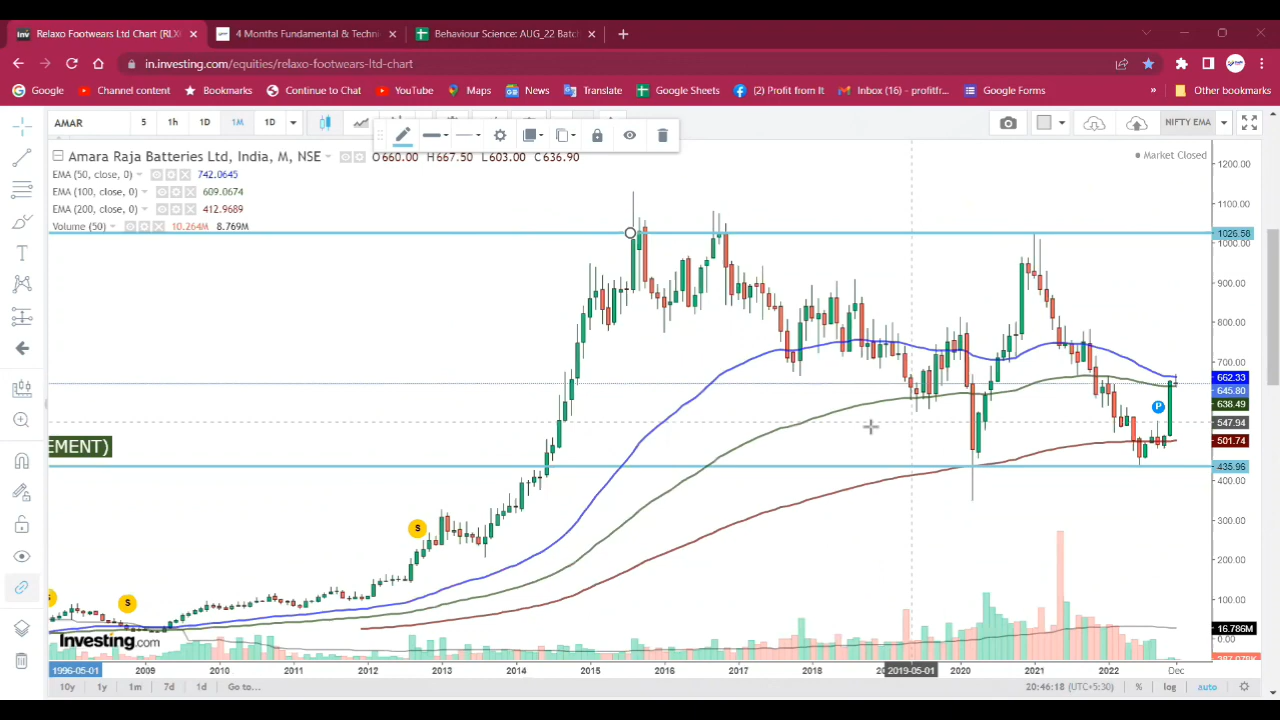 Relaxo Footwears Ltd Chart (RLX
4 Months Fundamental & Techni
Behaviour Science: AUG_22 Batch
in.investing.com/equities/relaxo-footwears-ltd-chart
Google
Channel content
Bookmarks
Continue to Chart
YouTube
Maps
News
Translate
Google Sheets
(2) Profit from It
Inbox (16) - profitfr...
Google Forms
»
Other bookmarks
AMAR
5
1h
1D
1M
1D
NIFTY EMA
Amara Raja Batteries Ltd, India, M, NSE
O660.00 H667.50 L603.00 C636.90
Market Closed
EMA (50, close, 0)
742.0645
EMA (100, close, 0)
609.0674
EMA (200, close, 0)
412.9689
Volume (50)
10.264M 8.769M
1200.00
1100.00
1026.58
1000.00
900.00
800.00
700.00
662.33
645.80
638.49
547.94
501.74
435.96
400.00
300.00
200.00
100.00
16.786M
0.00
EMENT)
P
S
S
Investing.com
1996-05-01
2009
2010
2011
2012
2013
2014
2015
2016
2017
2018
2019-05-01
2020
2021
2022
Dec
10y
1y
1m
7d
1d
Go to...
20:46:18 (UTC+5:30)
%
log
auto